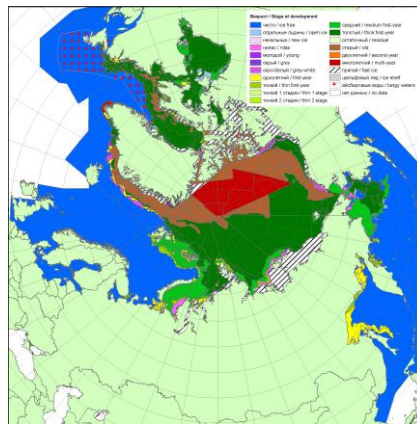 Возраст / Stage of development
чисто / ice free
отдельные льдины / open ice
начальные / new ice
нилас / nilas
молодой / young
серый / grey
серо-белый / grey-white
однолетний / first-year
тонкий / thin first-year
тонкий 1 стадии / thin 1 stage
тонкий 2 стадии / thin 2 stage
средний / medium first-year
толстый / thick first-year
остаточный / residual
старый / old
двухлетний / second-year
многолетний / multi-year
припай / fast ice
шельфовый лед / ice shelf
айсберговые воды / bergy waters
нет данных / no data